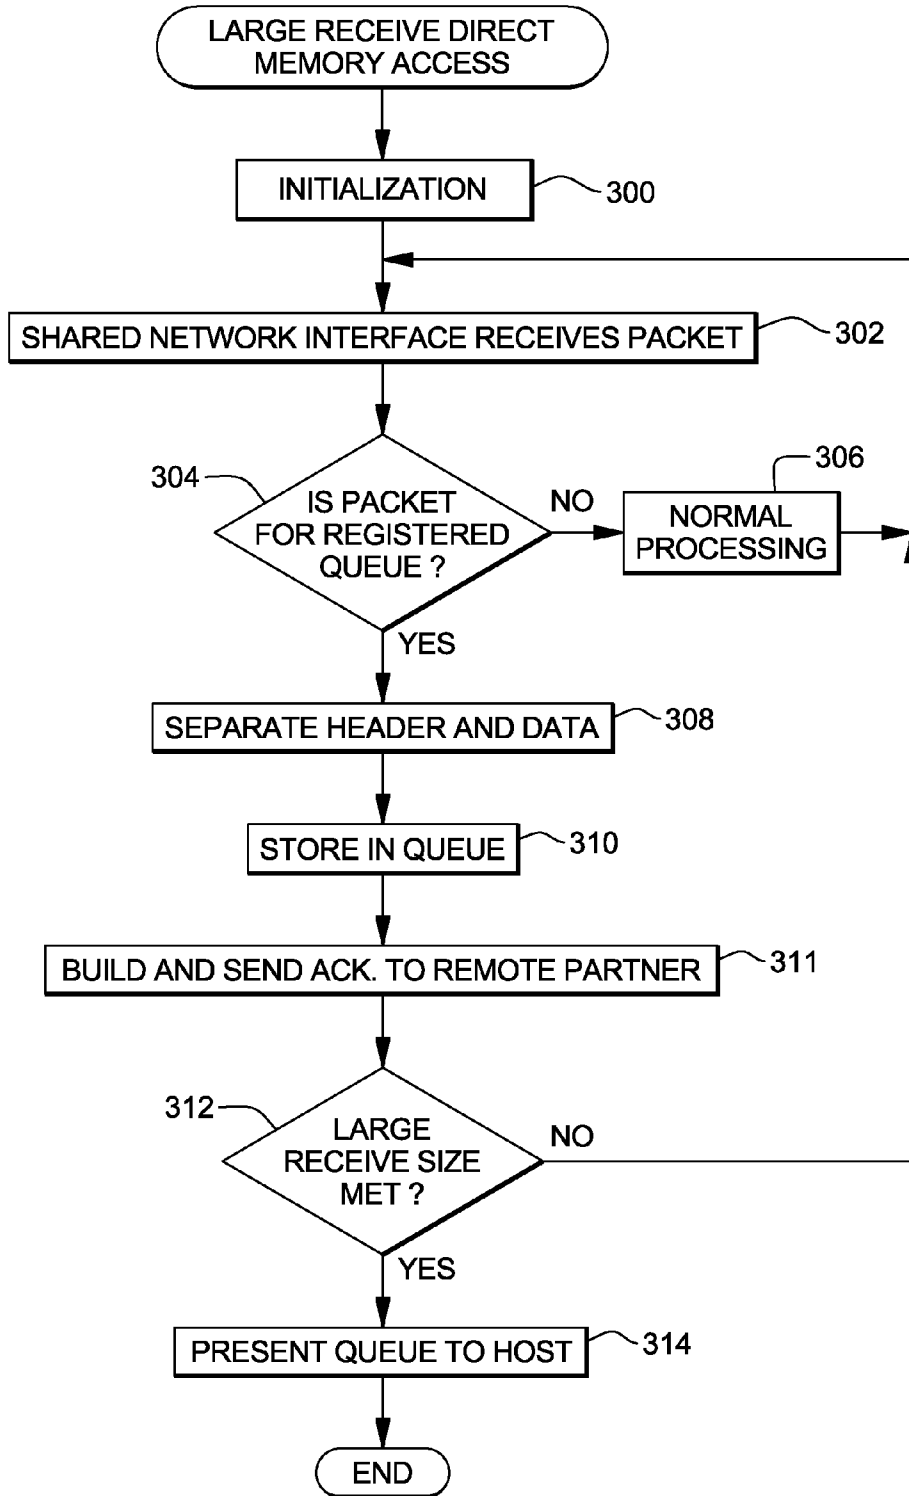 LARGE RECEIVE DIRECT
MEMORY ACCESS
INITIALIZATION
300
SHARED NETWORK INTERFACE RECEIVES PACKET
302
304
IS PACKET
FOR REGISTERED
QUEUE ?
NO
306
NORMAL
PROCESSING
YES
SEPARATE HEADER AND DATA
308
STORE IN QUEUE
310
BUILD AND SEND ACK. TO REMOTE PARTNER
311
312
LARGE
RECEIVE SIZE
MET ?
NO
YES
PRESENT QUEUE TO HOST
314
END